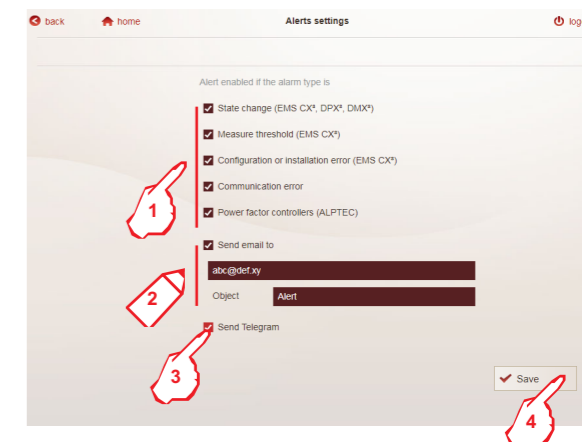 back home Alerts settings log
Alert enabled if the alarm type is
State change (EMS CX³, DPX³, DMX³)
Measure threshold (EMS CX³)
Configuration or installation error (EMS CX³)
Communication error
1
Power factor controllers (ALPTEC)
Send email to
abc@def.xy
2
Object Alert
Send Telegram
3
Save
4